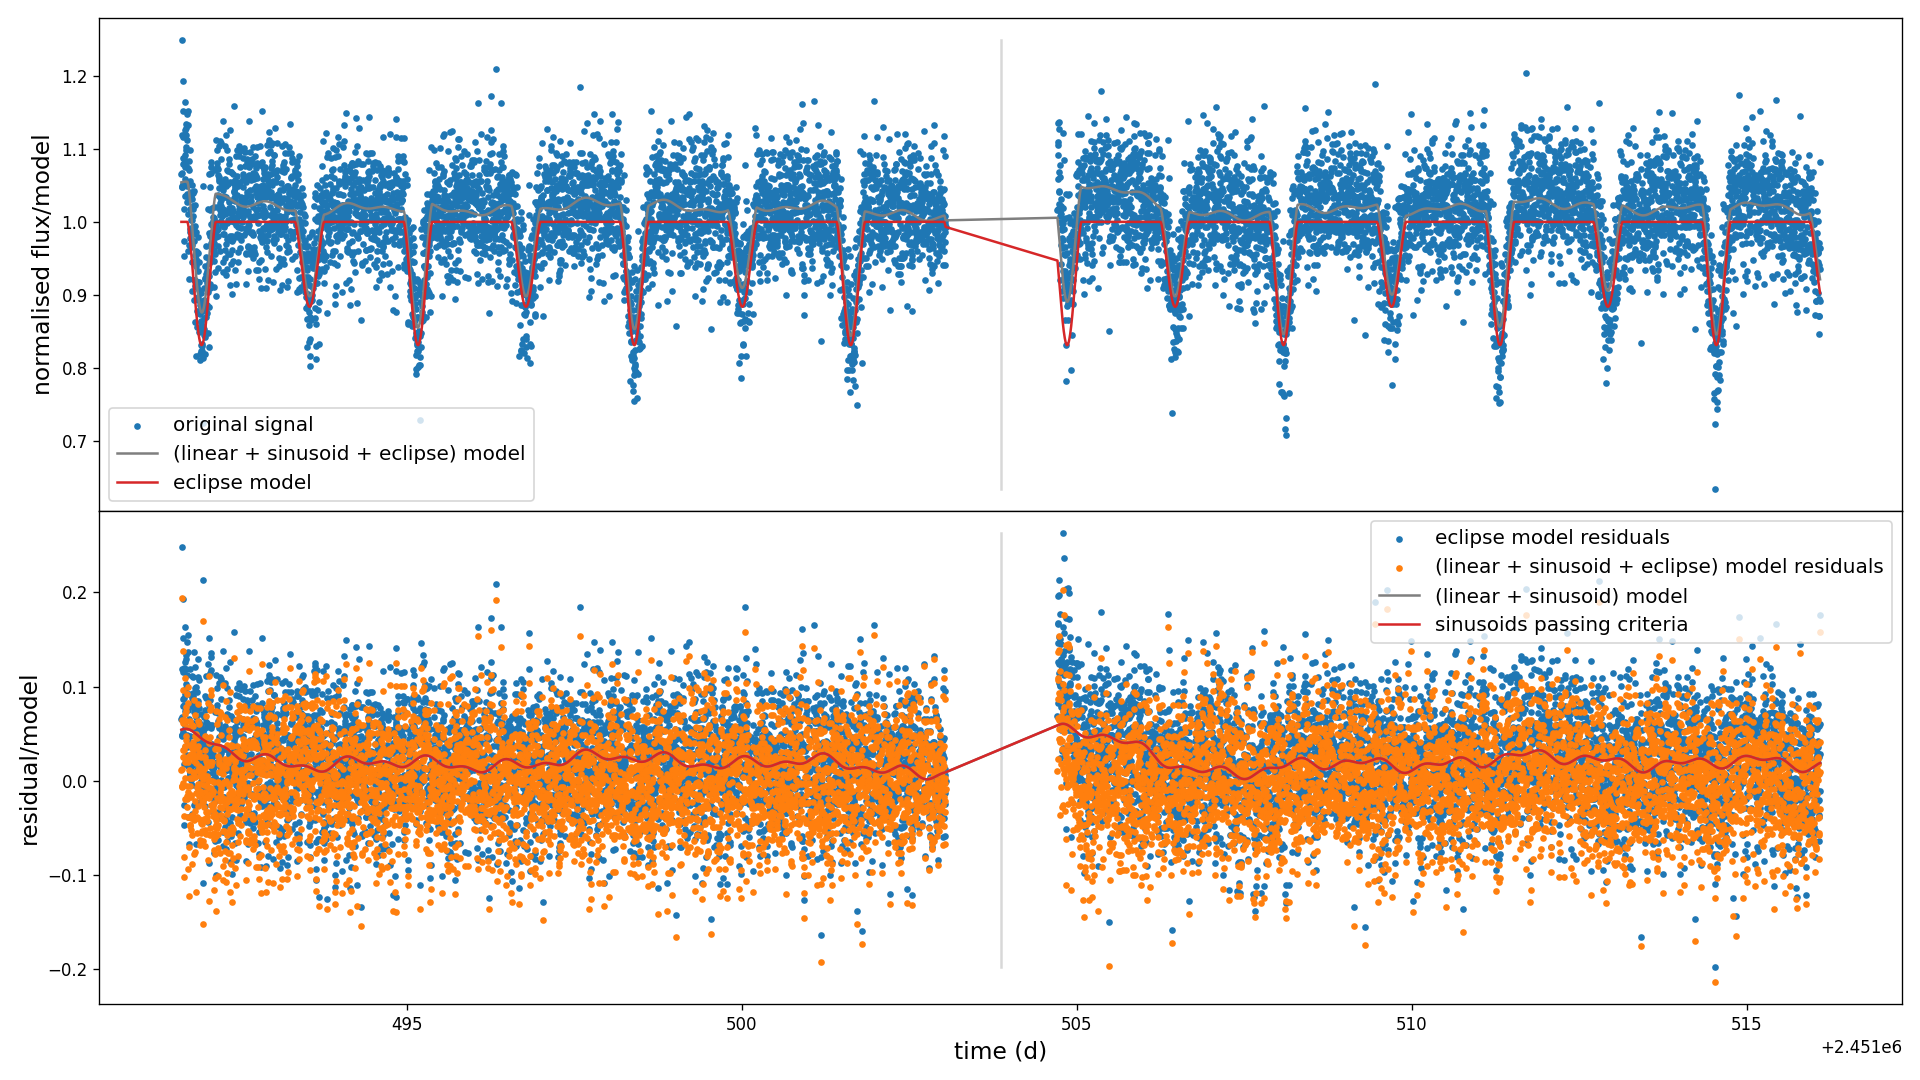 normalised flux/model
1.2
1.1
1.0
0.9
0.8
0.7
original signal
(linear + sinusoid + eclipse) model
eclipse model
residual/model
0.2
0.1
0.0
−0.1
−0.2
eclipse model residuals
(linear + sinusoid + eclipse) model residuals
(linear + sinusoid) model
sinusoids passing criteria
495
500
505
510
515
time (d)
+2.451e6